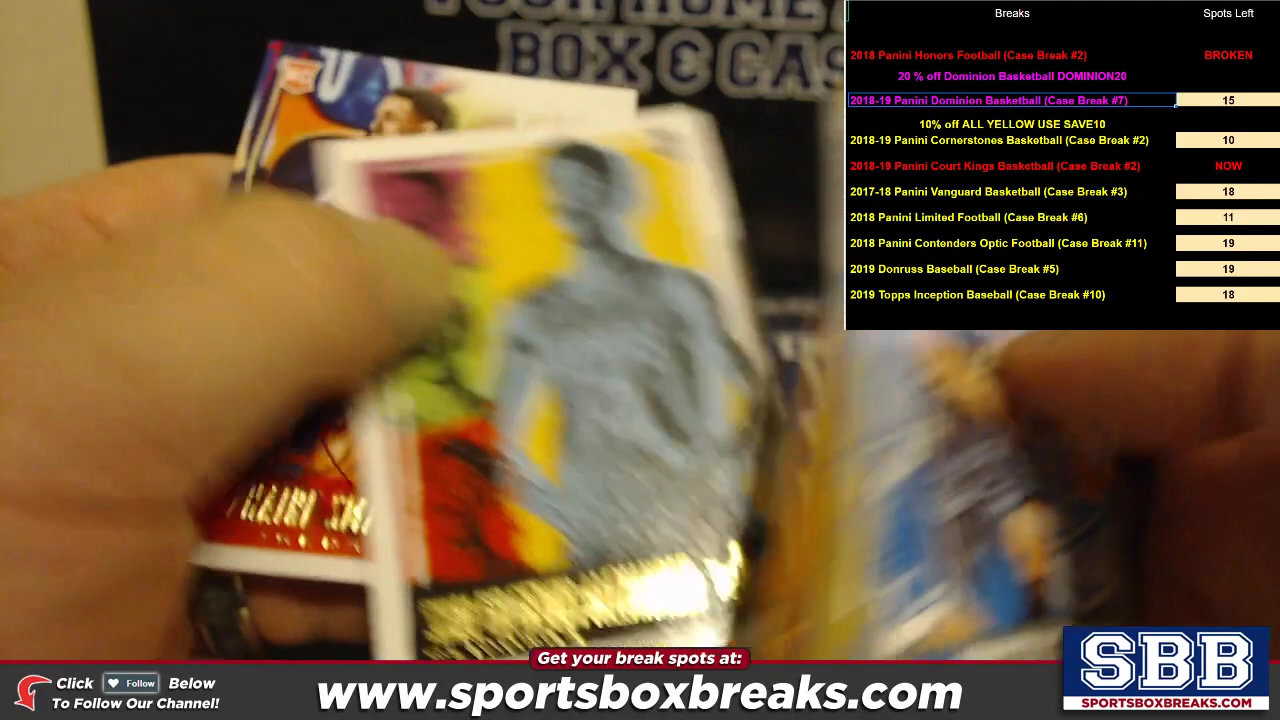 YOUR HOME
BOX & CAS
Breaks Spots Left
2018 Panini Honors Football (Case Break #2) BROKEN
20 % off Dominion Basketball DOMINION20
2018-19 Panini Dominion Basketball (Case Break #7) 15
10% off ALL YELLOW USE SAVE10
2018-19 Panini Cornerstones Basketball (Case Break #2) 10
2018-19 Panini Court Kings Basketball (Case Break #2) NOW
2017-18 Panini Vanguard Basketball (Case Break #3) 18
2018 Panini Limited Football (Case Break #6) 11
2018 Panini Contenders Optic Football (Case Break #11) 19
2019 Donruss Baseball (Case Break #5) 19
2019 Topps Inception Baseball (Case Break #10) 18
RC
Get your break spots at:
Click Follow Below
To Follow Our Channel!
www.sportsboxbreaks.com
SBB
SPORTSBOXBREAKS.COM